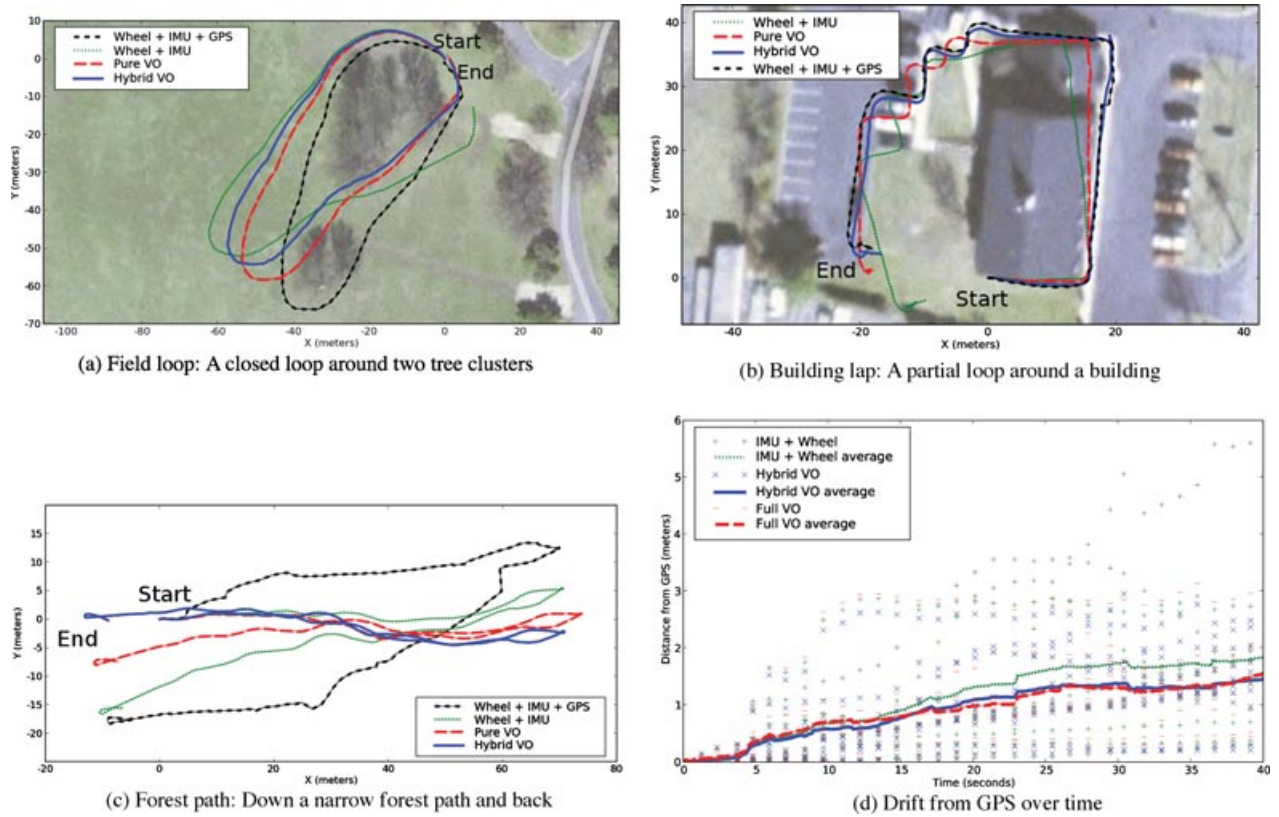 Wheel + IMU + GPS
Wheel + IMU
Pure VO
Hybrid VO
Start
End
Y (meters)
10
0
-10
-20
-30
-40
-50
-60
-70
-100
-80
-60
-40
-20
0
20
40
X (meters)
(a) Field loop: A closed loop around two tree clusters
Wheel + IMU
Pure VO
Hybrid VO
Wheel + IMU + GPS
End
Start
Y (meters)
40
30
20
10
0
-40
-20
0
20
40
X (meters)
(b) Building lap: A partial loop around a building
Y (meters)
20
15
10
5
0
-5
-10
-15
-20
Start
End
Wheel + IMU + GPS
Wheel + IMU
Pure VO
Hybrid VO
-20
0
20
40
60
80
X (meters)
(c) Forest path: Down a narrow forest path and back
IMU + Wheel
IMU + Wheel average
Hybrid VO
Hybrid VO average
Full VO
Full VO average
Distance from GPS (meters)
6
5
4
3
2
1
0
0
5
10
15
20
25
30
35
40
Time (seconds)
(d) Drift from GPS over time